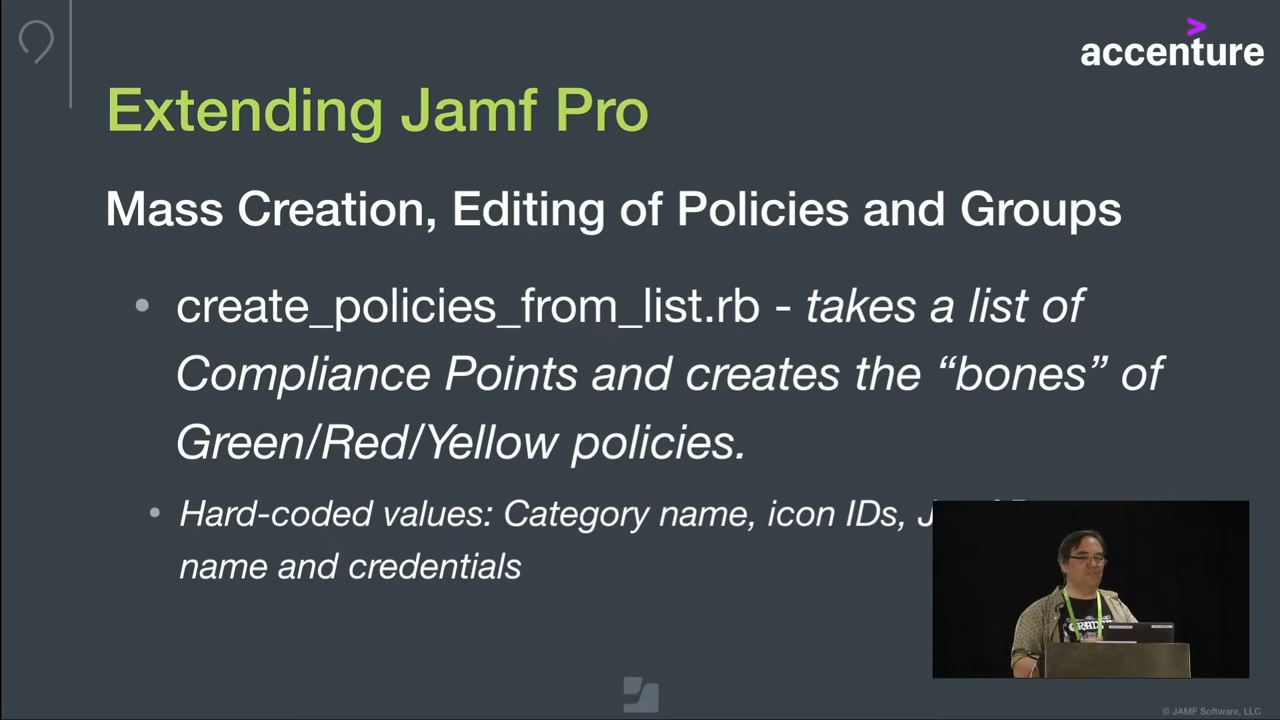 accenture
Extending Jamf Pro
Mass Creation, Editing of Policies and Groups
• create_policies_from_list.rb - takes a list of
Compliance Points and creates the “bones” of
Green/Red/Yellow policies.
• Hard-coded values: Category name, icon IDs,
name and credentials
© JAMF Software, LLC